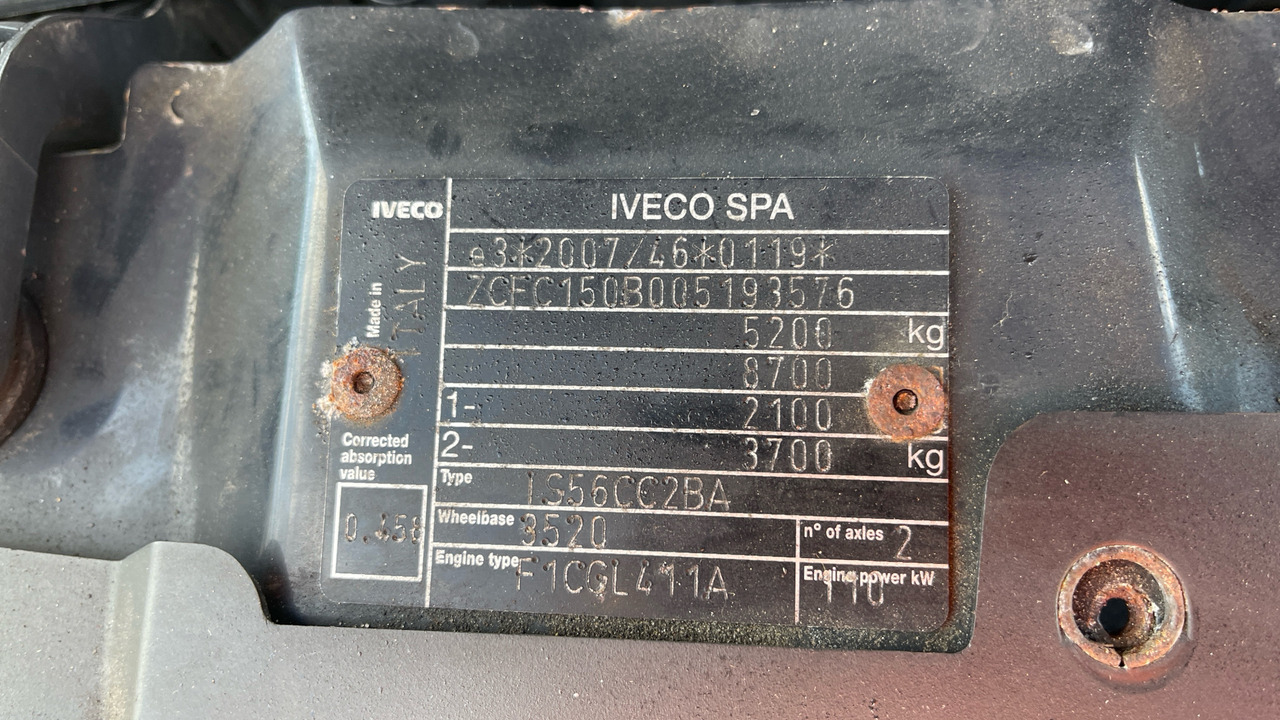 IVECO
IVECO SPA
Made in
ITALY
e3*2007/46*0119*
ZCFC150B005193576
5200 kg
8700
1- 2100
2- 3700 kg
Corrected
absorption
value
0.458
Type IS56CC2BA
Wheelbase 3520
n° of axles 2
Engine type F1CGL411A
Engine power kW
110